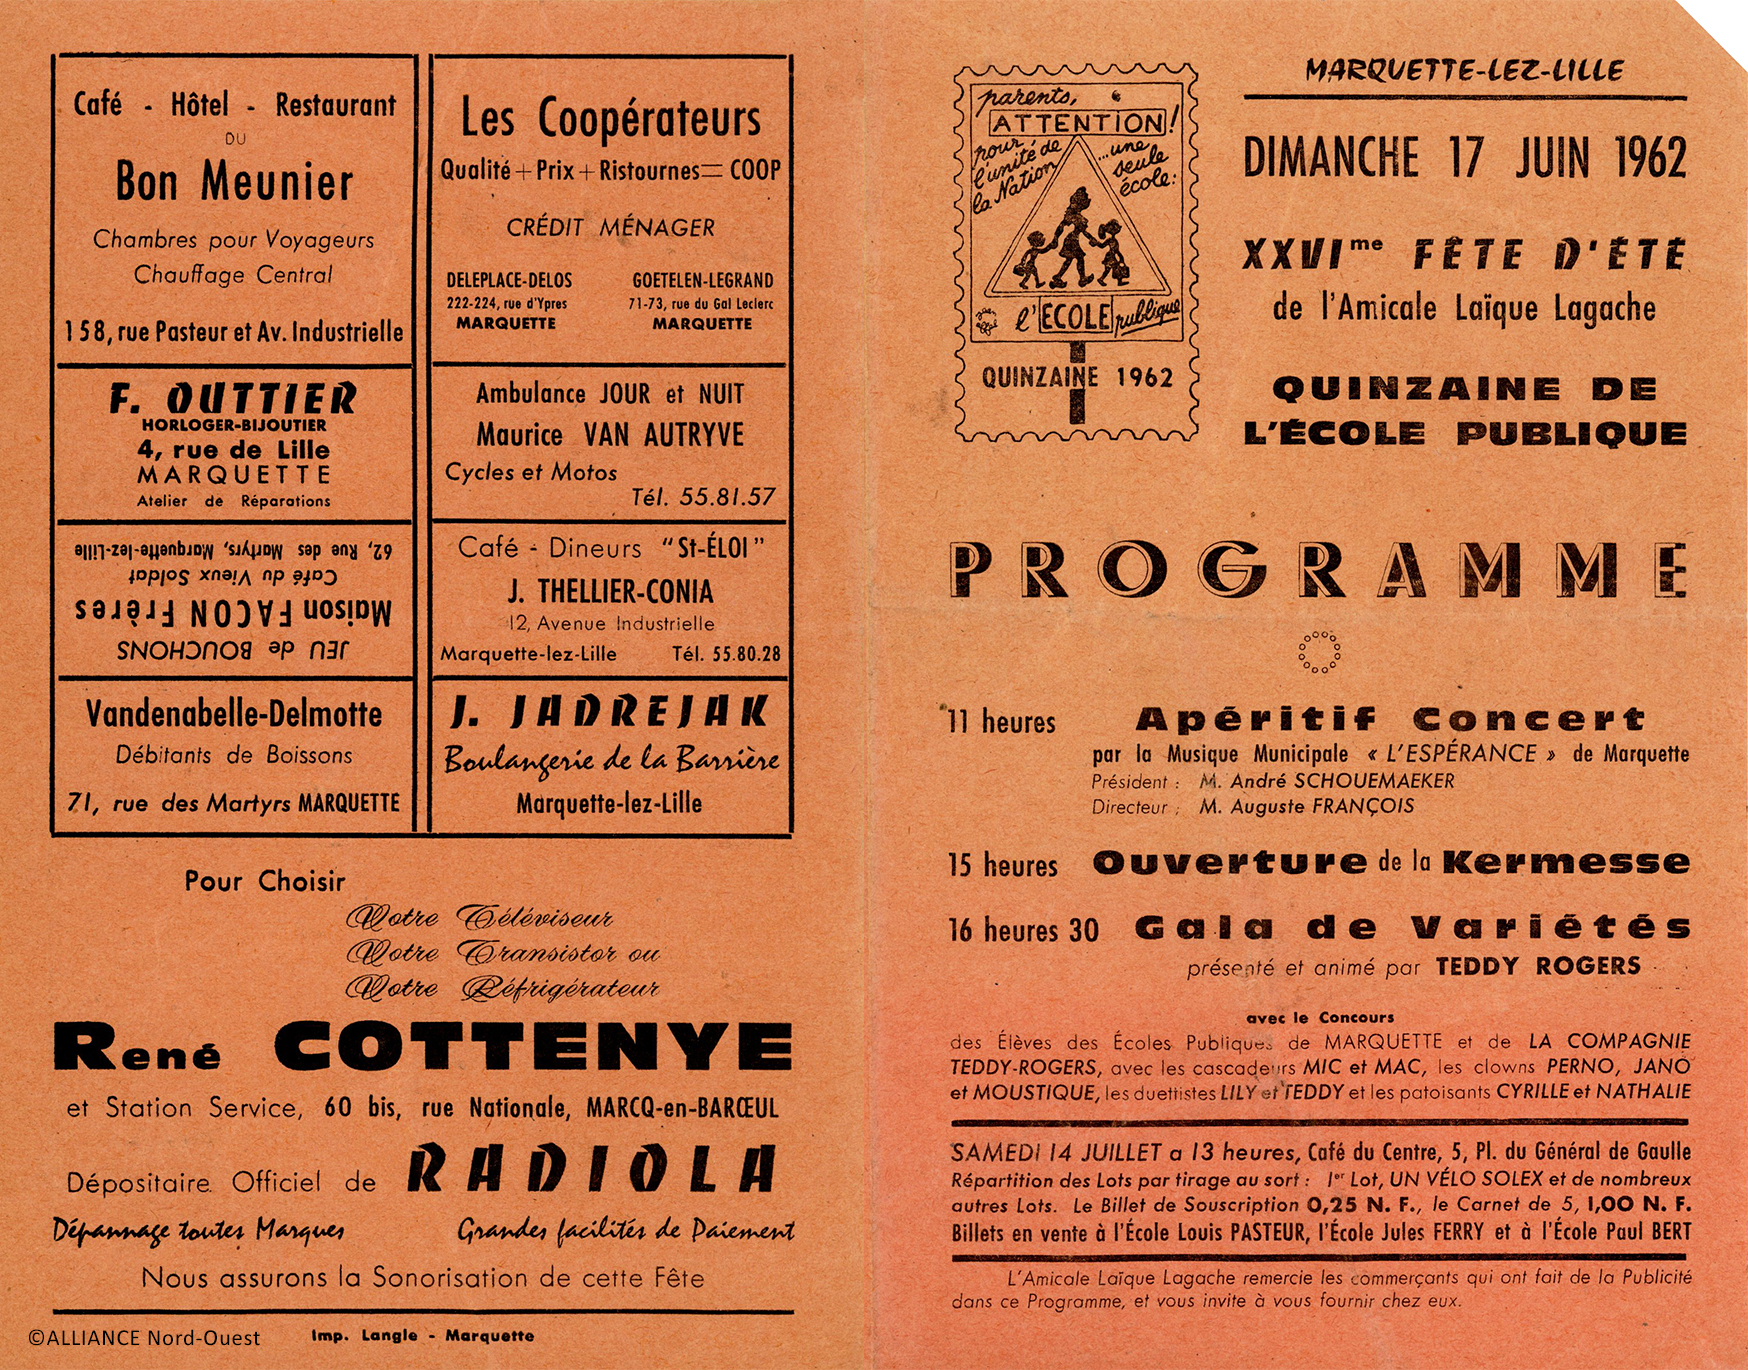 Café - Hôtel - Restaurant
DU
Bon Meunier
Chambres pour Voyageurs
Chauffage Central
158, rue Pasteur et Av. Industrielle
F. OUTTIER
HORLOGER-BIJOUTIER
4, rue de Lille
MARQUETTE
Atelier de Réparations
JEU de BOUCHONS
Maison FACON Frères
Café du Vieux Soldat
62, Rue des Martyrs, Marquette-lez-Lille
Vandenabelle-Delmotte
Débitants de Boissons
71, rue des Martyrs MARQUETTE
Les Coopérateurs
Qualité + Prix + Ristournes = COOP
CRÉDIT MÉNAGER
DELEPLACE-DELOS GOETELEN-LEGRAND
222-224, rue d'Ypres 71-73, rue du Gal Leclerc
MARQUETTE MARQUETTE
Ambulance JOUR et NUIT
Maurice VAN AUTRYVE
Cycles et Motos
Tél. 55.81.57
Café - Dineurs "St-ÉLOI"
J. THELLIER-CONIA
12, Avenue Industrielle
Marquette-lez-Lille Tél. 55.80.28
J. JADREJAK
Boulangerie de la Barrière
Marquette-lez-Lille
Pour Choisir
Votre Téléviseur
Votre Transistor ou
Votre Réfrigérateur
René COTTENYE
et Station Service, 60 bis, rue Nationale, MARCQ-en-BARŒUL
Dépositaire Officiel de RADIOLA
Dépannage toutes Marques Grandes facilités de Paiement
Nous assurons la Sonorisation de cette Fête
Imp. Langle - Marquette
©ALLIANCE Nord-Ouest
parents,
ATTENTION!
pour l'unité de la Nation
...une seule école:
l'ECOLE publique
QUINZAINE 1962
MARQUETTE-LEZ-LILLE
DIMANCHE 17 JUIN 1962
XXVIme FÊTE D'ÉTÉ
de l'Amicale Laïque Lagache
QUINZAINE DE
L'ÉCOLE PUBLIQUE
PROGRAMME
11 heures Apéritif Concert
par la Musique Municipale « L'ESPÉRANCE » de Marquette
Président : M. André SCHOUEMAEKER
Directeur : M. Auguste FRANÇOIS
15 heures Ouverture de la Kermesse
16 heures 30 Gala de Variétés
présenté et animé par TEDDY ROGERS
avec le Concours
des Élèves des Écoles Publiques de MARQUETTE et de LA COMPAGNIE
TEDDY-ROGERS, avec les cascadeurs MIC et MAC, les clowns PERNO, JANO
et MOUSTIQUE, les duettistes LILY et TEDDY et les patoisants CYRILLE et NATHALIE
SAMEDI 14 JUILLET a 13 heures, Café du Centre, 5, Pl. du Général de Gaulle
Répartition des Lots par tirage au sort : 1er Lot, UN VÉLO SOLEX et de nombreux
autres Lots. Le Billet de Souscription 0,25 N. F., le Carnet de 5, 1,00 N. F.
Billets en vente à l'École Louis PASTEUR, l'École Jules FERRY et à l'École Paul BERT
L'Amicale Laïque Lagache remercie les commerçants qui ont fait de la Publicité
dans ce Programme, et vous invite à vous fournir chez eux.